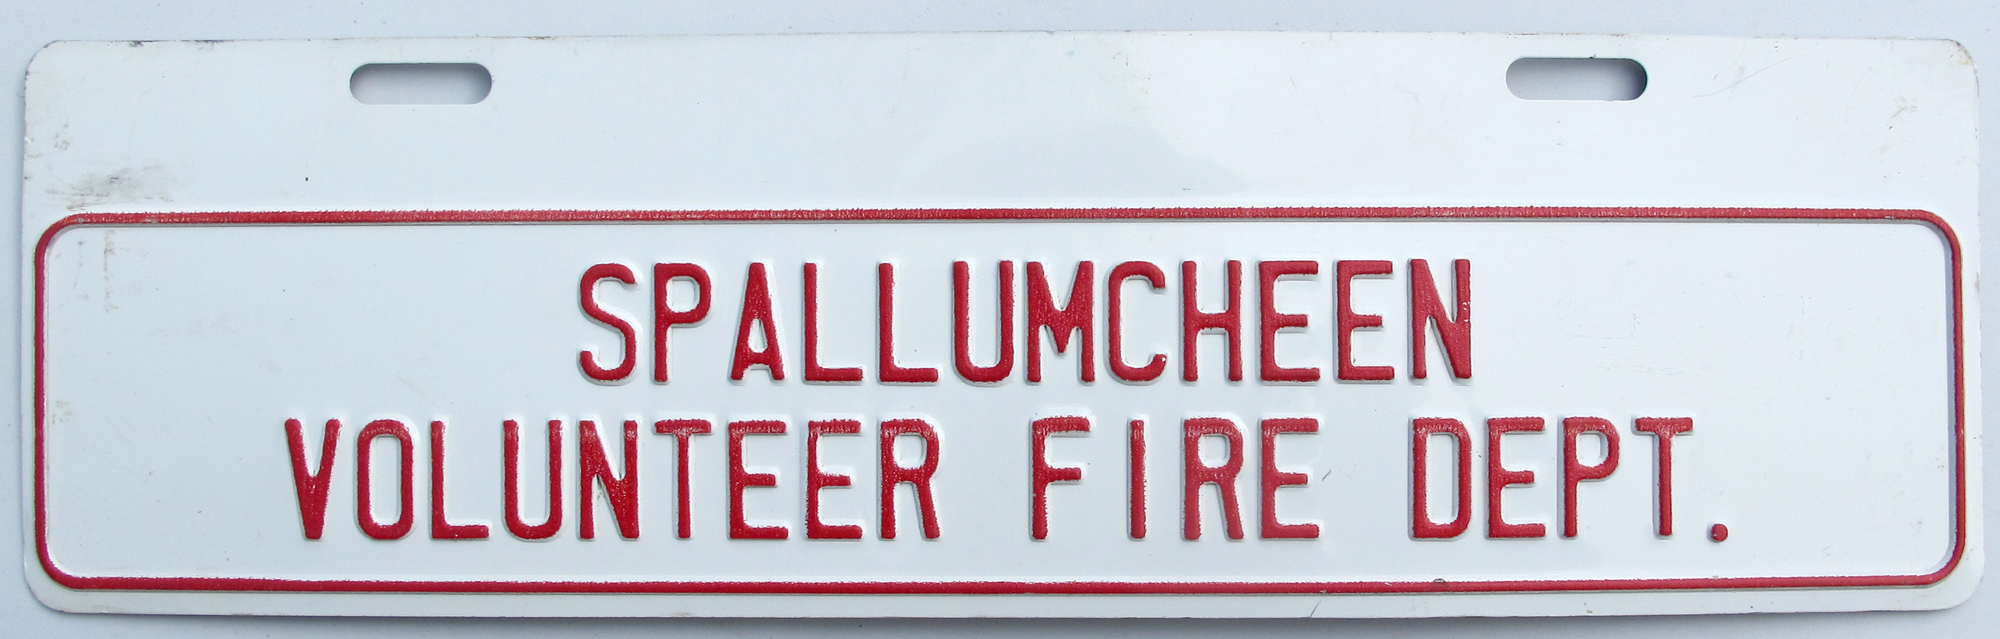 SPALLUMCHEEN
VOLUNTEER FIRE DEPT.